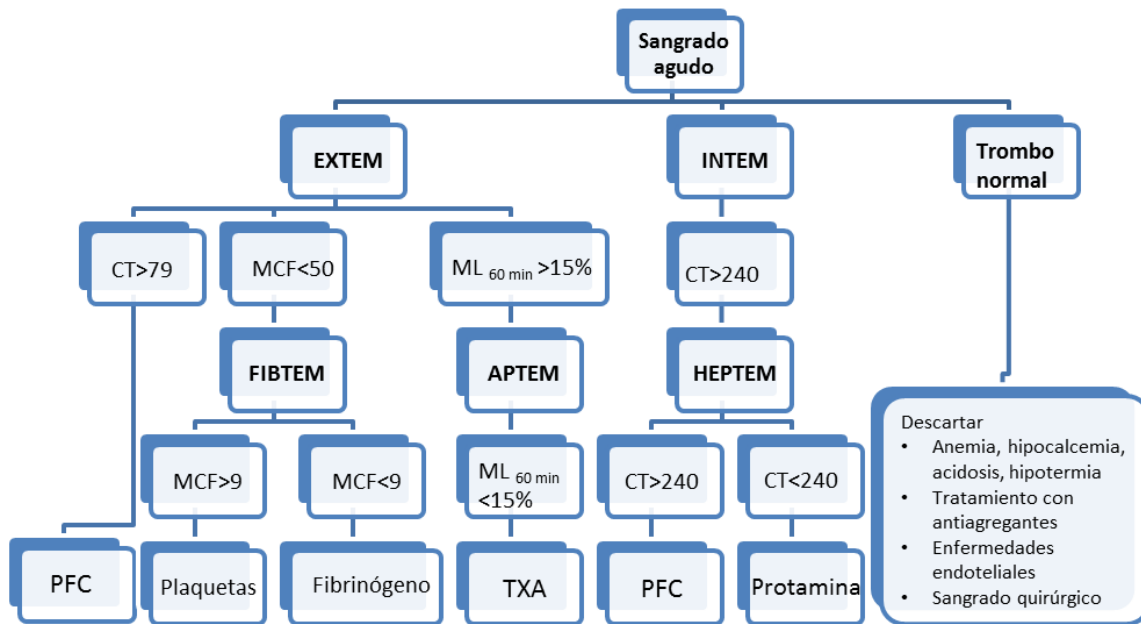 Sangrado
agudo
EXTEM
INTEM
Trombo
normal
CT>79
MCF<50
ML 60 min >15%
CT>240
FIBTEM
APTEM
HEPTEM
MCF>9
MCF<9
ML 60 min
<15%
CT>240
CT<240
PFC
Plaquetas
Fibrinógeno
TXA
PFC
Protamina
Descartar
• Anemia, hipocalcemia,
acidosis, hipotermia
• Tratamiento con
antiagregantes
• Enfermedades
endoteliales
• Sangrado quirúrgico